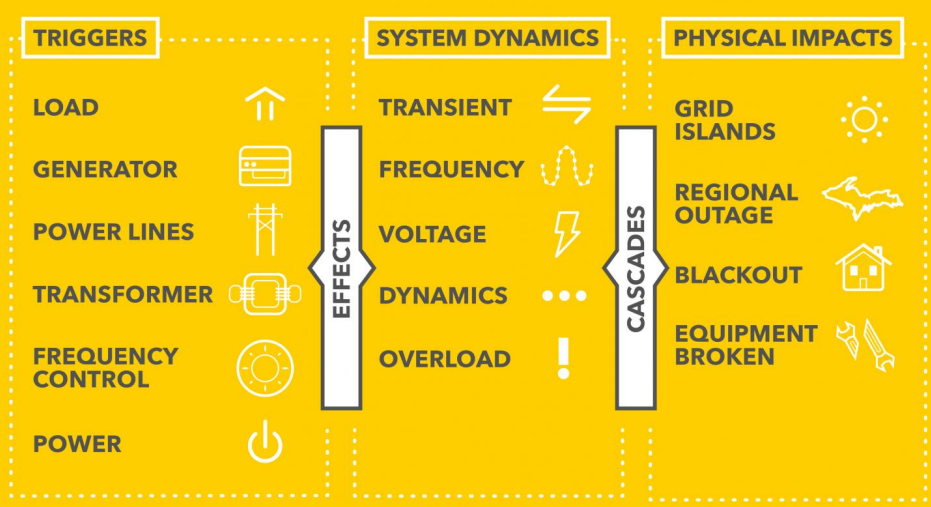 TRIGGERS
LOAD
GENERATOR
POWER LINES
TRANSFORMER
FREQUENCY
CONTROL
POWER
EFFECTS
SYSTEM DYNAMICS
TRANSIENT
FREQUENCY
VOLTAGE
DYNAMICS
OVERLOAD
CASCADES
PHYSICAL IMPACTS
GRID
ISLANDS
REGIONAL
OUTAGE
BLACKOUT
EQUIPMENT
BROKEN